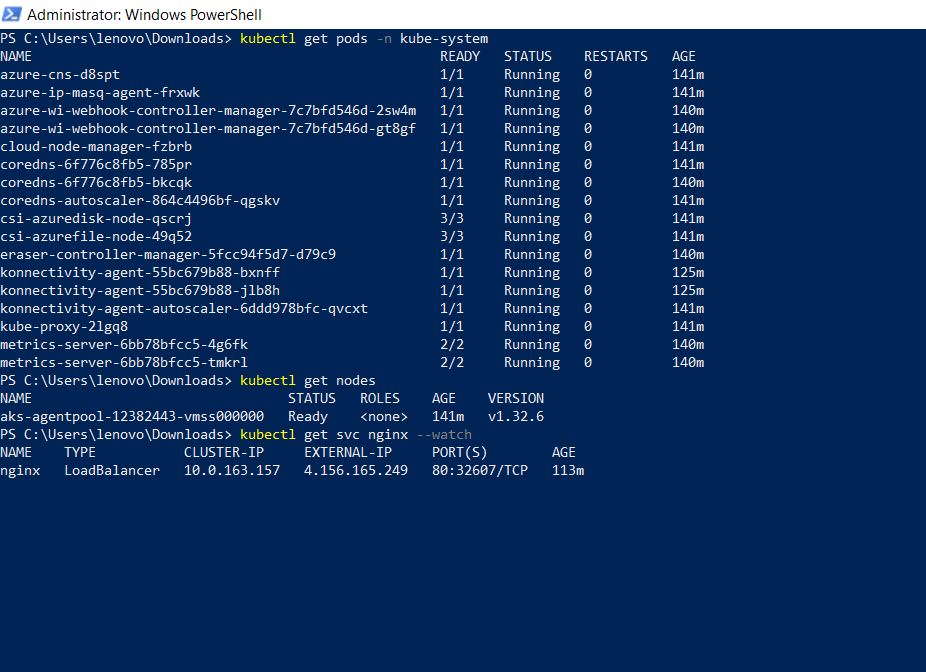 Administrator: Windows PowerShell
PS C:\Users\lenovo\Downloads> kubectl get pods -n kube-system
NAME READY STATUS RESTARTS AGE
azure-cns-d8spt 1/1 Running 0 141m
azure-ip-masq-agent-frxwk 1/1 Running 0 141m
azure-wi-webhook-controller-manager-7c7bfd546d-2sw4m 1/1 Running 0 140m
azure-wi-webhook-controller-manager-7c7bfd546d-gt8gf 1/1 Running 0 140m
cloud-node-manager-fzbrb 1/1 Running 0 141m
coredns-6f776c8fb5-785pr 1/1 Running 0 141m
coredns-6f776c8fb5-bkcqk 1/1 Running 0 140m
coredns-autoscaler-864c4496bf-qgskv 1/1 Running 0 141m
csi-azuredisk-node-qscrj 3/3 Running 0 141m
csi-azurefile-node-49q52 3/3 Running 0 141m
eraser-controller-manager-5fcc94f5d7-d79c9 1/1 Running 0 140m
konnectivity-agent-55bc679b88-bxnff 1/1 Running 0 125m
konnectivity-agent-55bc679b88-jlb8h 1/1 Running 0 125m
konnectivity-agent-autoscaler-6ddd978bfc-qvcxt 1/1 Running 0 141m
kube-proxy-2lgq8 1/1 Running 0 141m
metrics-server-6bb78bfcc5-4g6fk 2/2 Running 0 140m
metrics-server-6bb78bfcc5-tmkrl 2/2 Running 0 140m
PS C:\Users\lenovo\Downloads> kubectl get nodes
NAME STATUS ROLES AGE VERSION
aks-agentpool-12382443-vmss000000 Ready <none> 141m v1.32.6
PS C:\Users\lenovo\Downloads> kubectl get svc nginx --watch
NAME TYPE CLUSTER-IP EXTERNAL-IP PORT(S) AGE
nginx LoadBalancer 10.0.163.157 4.156.165.249 80:32607/TCP 113m